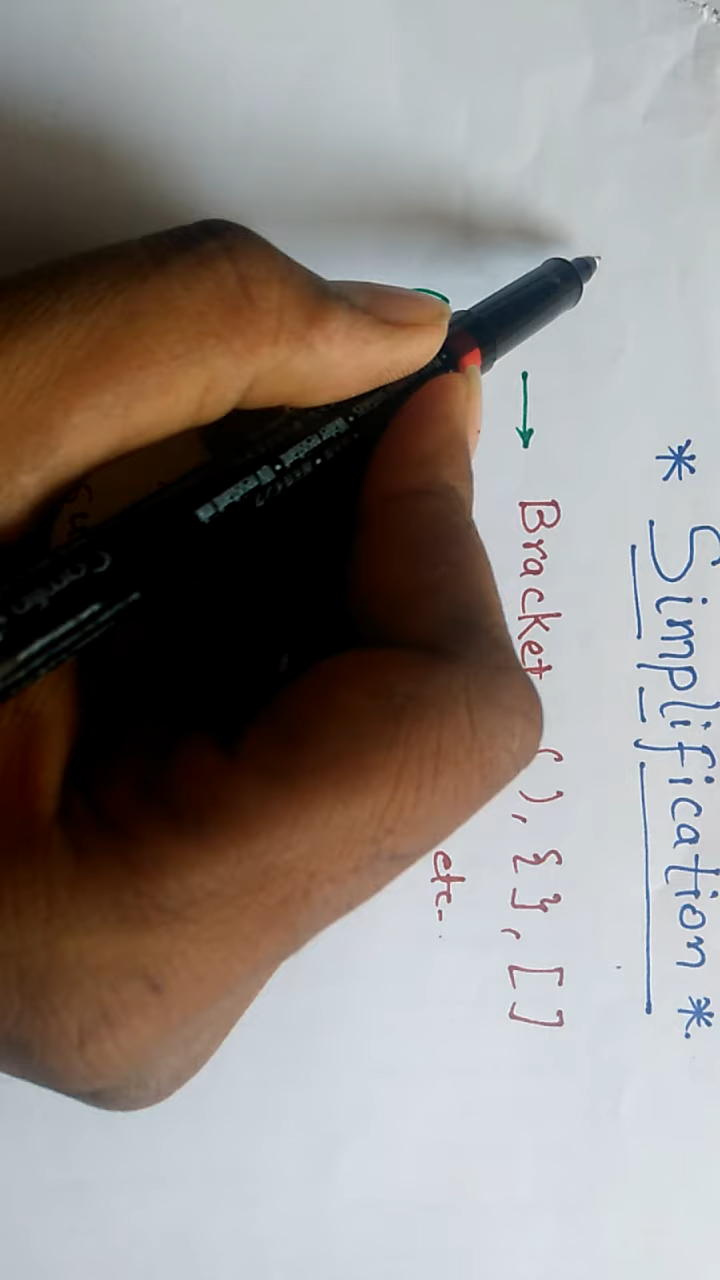 * Simplification *.
→ Bracket ( ), { }, [ ]
etc..